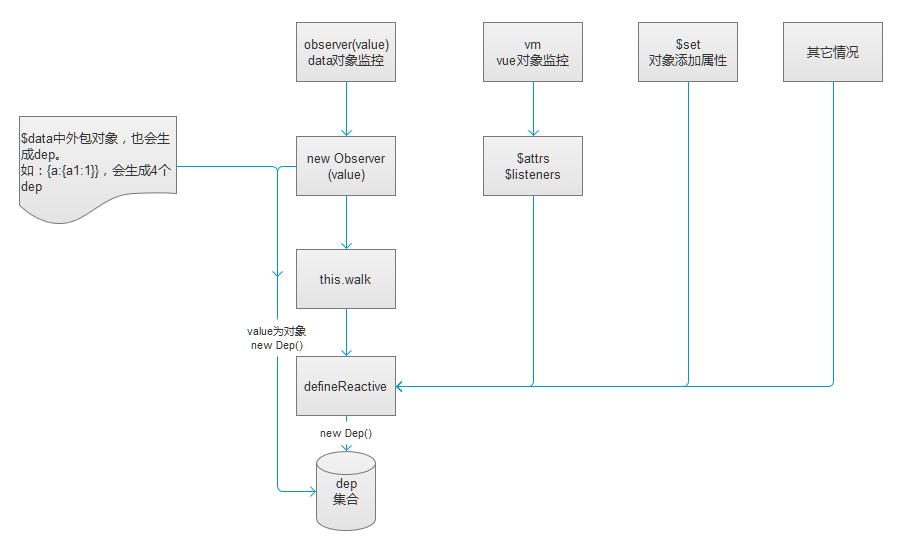 observer(value)
data对象监控
vm
vue对象监控
$set
对象添加属性
其它情况
$data中外包对象，也会生
成dep。
如：{a:{a1:1}}，会生成4个
dep
new Observer
(value)
$attrs
$listeners
this.walk
value为对象
new Dep()
defineReactive
new Dep()
dep
集合